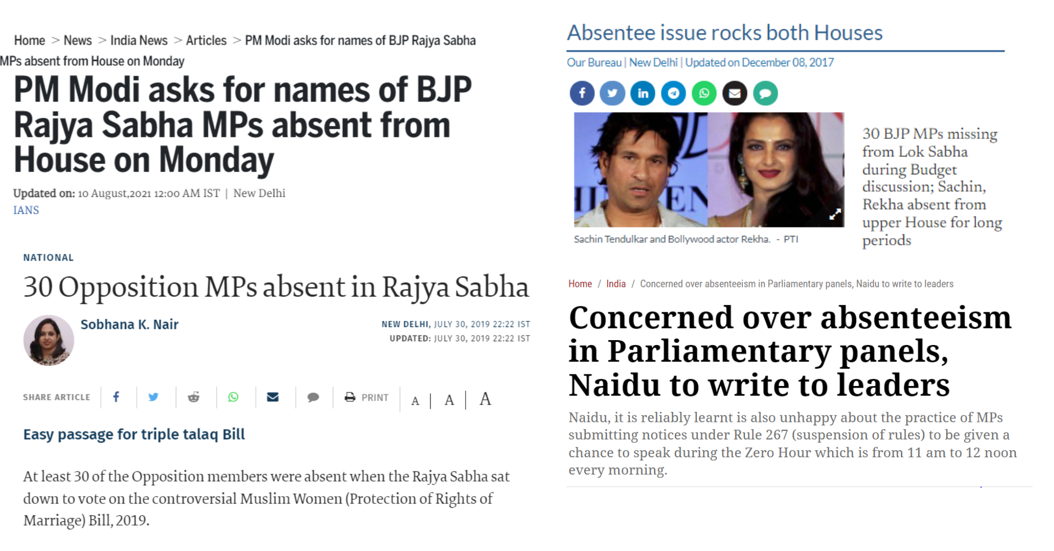 Home > News > India News > Articles > PM Modi asks for names of BJP Rajya Sabha
MPs absent from House on Monday
PM Modi asks for names of BJP
Rajya Sabha MPs absent from
House on Monday
Updated on: 10 August,2021 12:00 AM IST | New Delhi
IANS
NATIONAL
30 Opposition MPs absent in Rajya Sabha
Sobhana K. Nair
NEW DELHI, JULY 30, 2019 22:22 IST
UPDATED: JULY 30, 2019 22:22 IST
SHARE ARTICLE
PRINT
A | A | A
Easy passage for triple talaq Bill
At least 30 of the Opposition members were absent when the Rajya Sabha sat
down to vote on the controversial Muslim Women (Protection of Rights of
Marriage) Bill, 2019.
Absentee issue rocks both Houses
Our Bureau | New Delhi | Updated on December 08, 2017
30 BJP MPs missing
from Lok Sabha
during Budget
discussion; Sachin,
Rekha absent from
upper House for long
periods
Sachin Tendulkar and Bollywood actor Rekha. - PTI
Home / India / Concerned over absenteeism in Parliamentary panels, Naidu to write to leaders
Concerned over absenteeism
in Parliamentary panels,
Naidu to write to leaders
Naidu, it is reliably learnt is also unhappy about the practice of MPs
submitting notices under Rule 267 (suspension of rules) to be given a
chance to speak during the Zero Hour which is from 11 am to 12 noon
every morning.